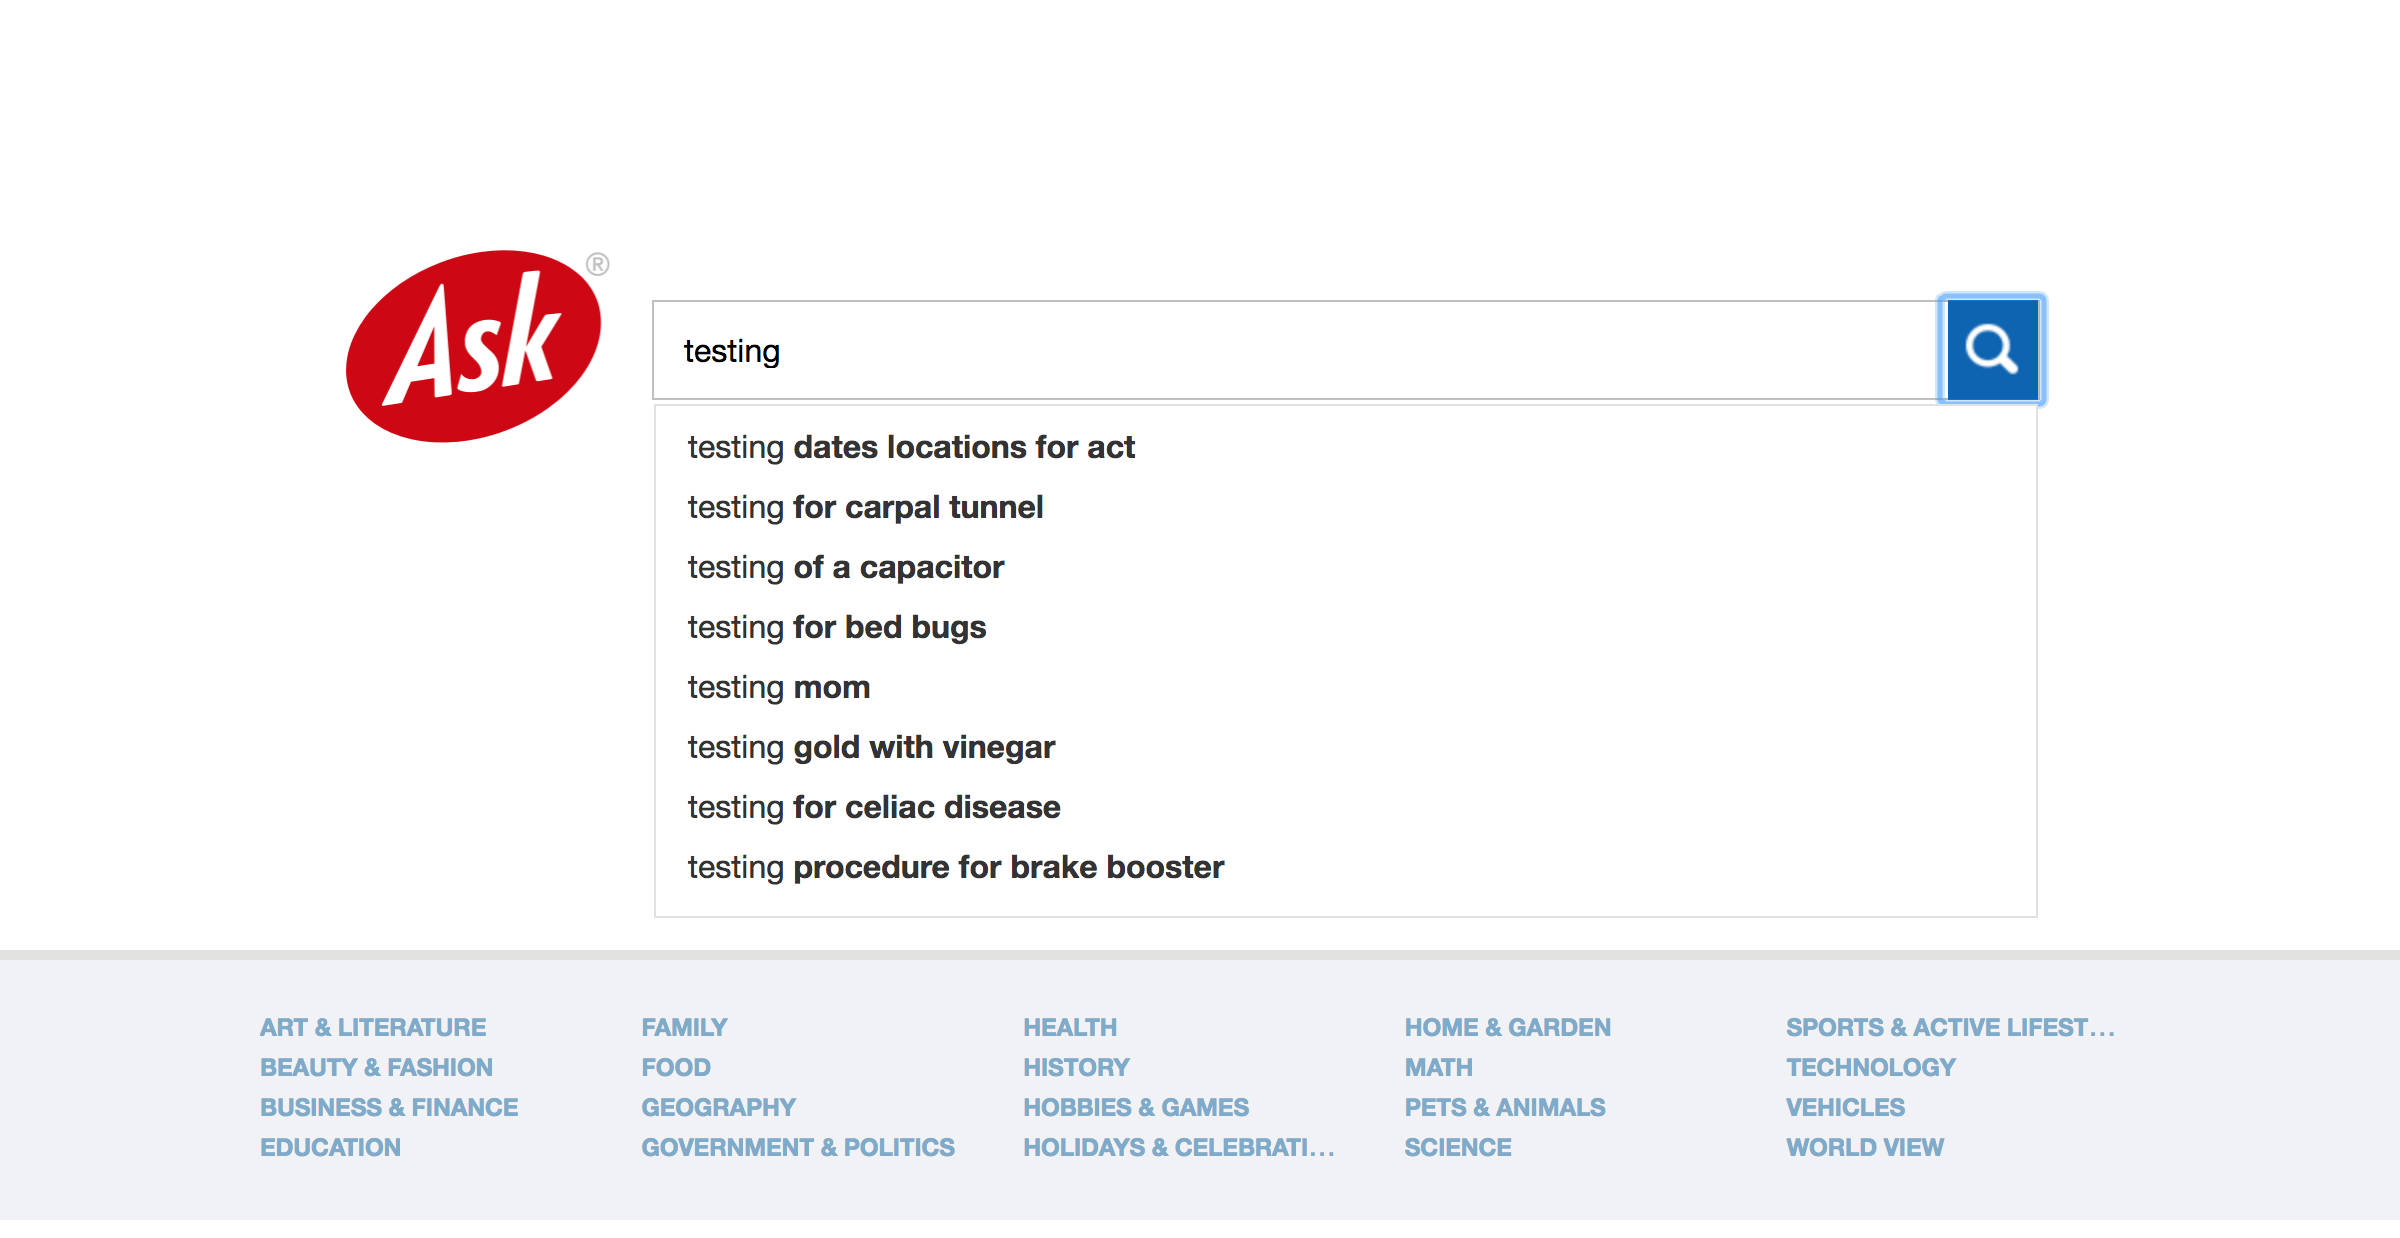 Ask®
testing
testing dates locations for act
testing for carpal tunnel
testing of a capacitor
testing for bed bugs
testing mom
testing gold with vinegar
testing for celiac disease
testing procedure for brake booster
ART & LITERATURE
BEAUTY & FASHION
BUSINESS & FINANCE
EDUCATION
FAMILY
FOOD
GEOGRAPHY
GOVERNMENT & POLITICS
HEALTH
HISTORY
HOBBIES & GAMES
HOLIDAYS & CELEBRATI...
HOME & GARDEN
MATH
PETS & ANIMALS
SCIENCE
SPORTS & ACTIVE LIFEST...
TECHNOLOGY
VEHICLES
WORLD VIEW